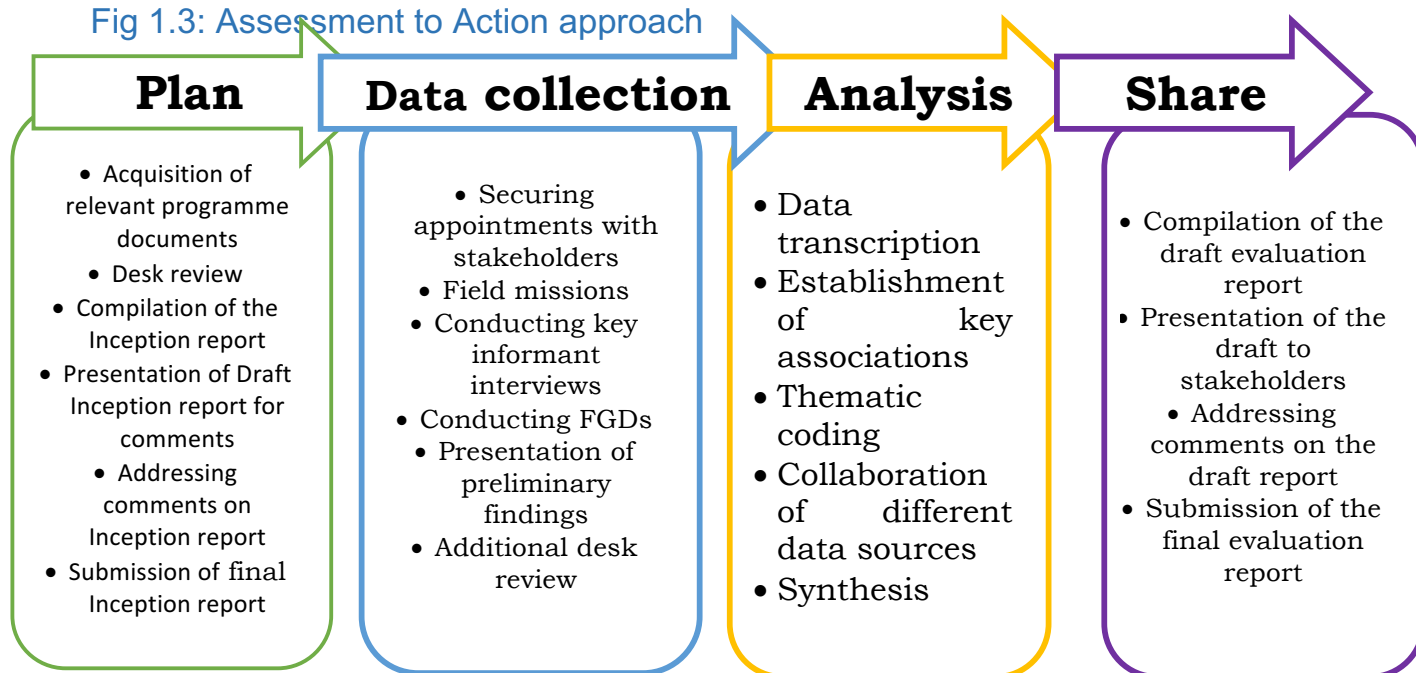 Fig 1.3: Assessment to Action approach
Plan
• Acquisition of
relevant programme
documents
• Desk review
• Compilation of the
Inception report
• Presentation of Draft
Inception report for
comments
• Addressing
comments on
Inception report
• Submission of final
Inception report
Data collection
• Securing
appointments with
stakeholders
• Field missions
• Conducting key
informant
interviews
• Conducting FGDs
• Presentation of
preliminary
findings
• Additional desk
review
Analysis
• Data
transcription
• Establishment
of key
associations
• Thematic
coding
• Collaboration
of different
data sources
• Synthesis
Share
• Compilation of the
draft evaluation
report
• Presentation of the
draft to
stakeholders
• Addressing
comments on the
draft report
• Submission of the
final evaluation
report